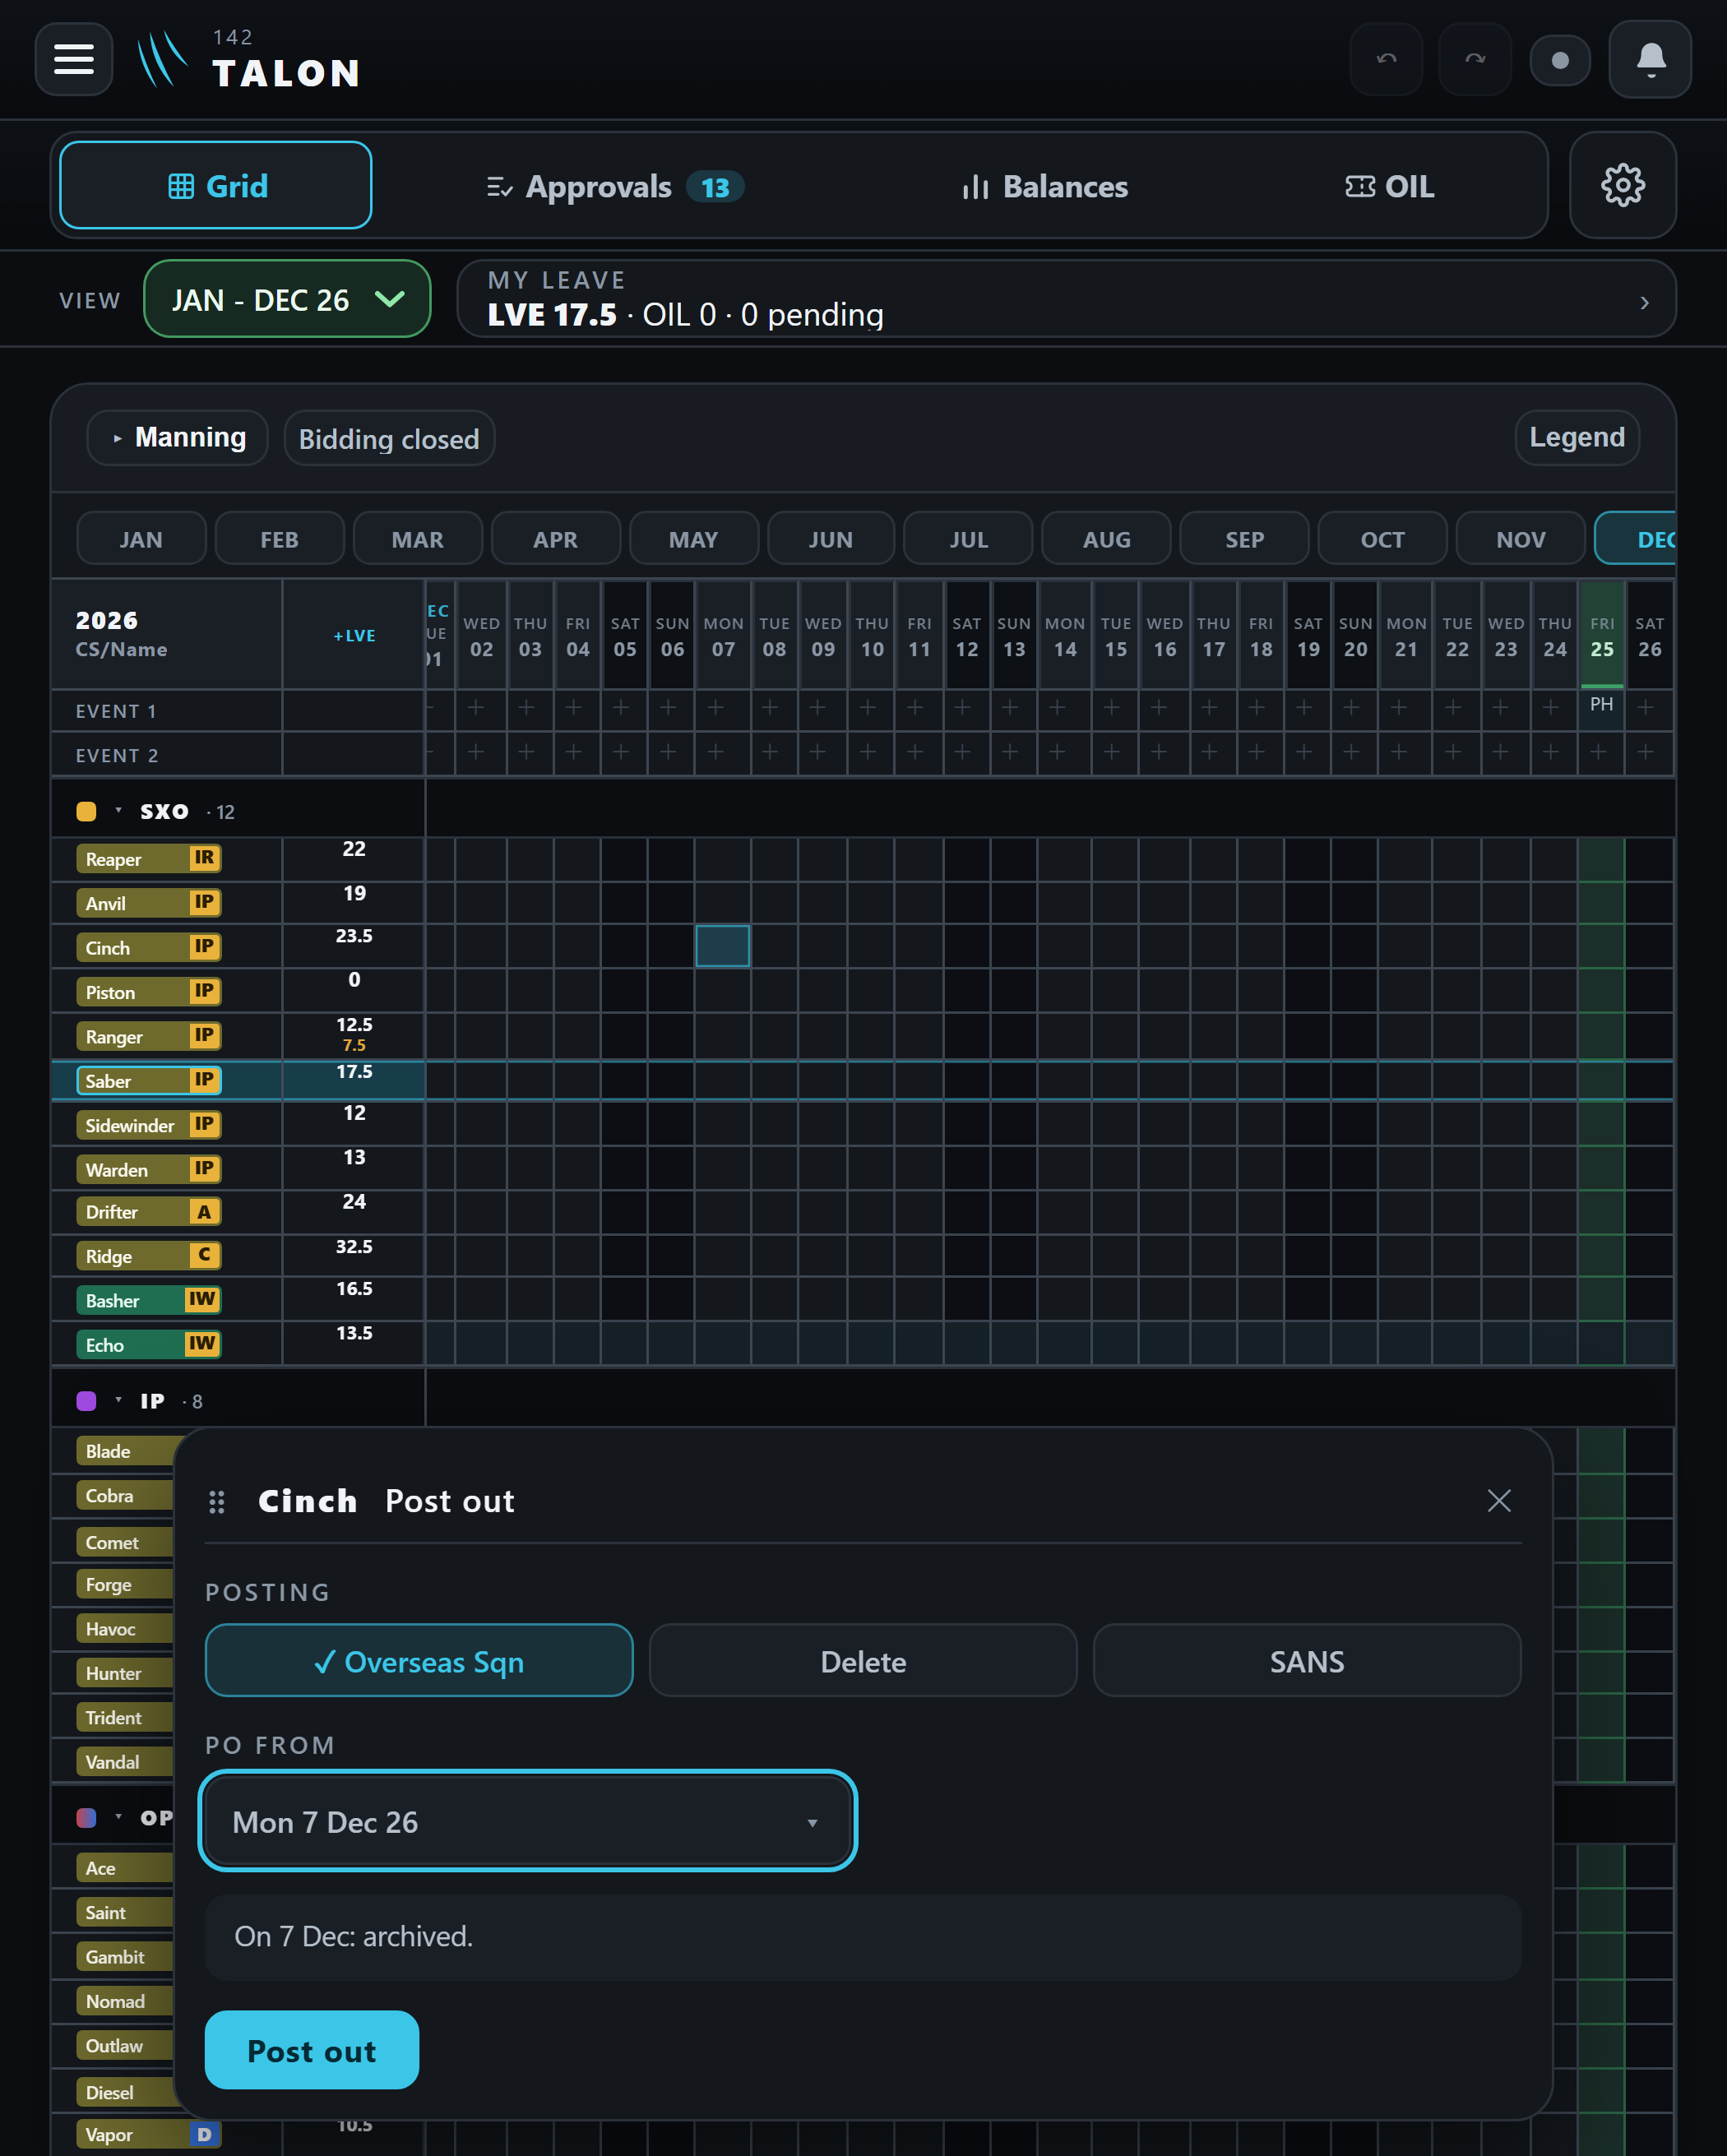 142
TALON
Grid
Approvals 13
Balances
OIL
VIEW
JAN - DEC 26
MY LEAVE
LVE 17.5 · OIL 0 · 0 pending
Manning
Bidding closed
Legend
JAN FEB MAR APR MAY JUN JUL AUG SEP OCT NOV DEC
2026
CS/Name
+LVE
EC
UE
01
WED 02
THU 03
FRI 04
SAT 05
SUN 06
MON 07
TUE 08
WED 09
THU 10
FRI 11
SAT 12
SUN 13
MON 14
TUE 15
WED 16
THU 17
FRI 18
SAT 19
SUN 20
MON 21
TUE 22
WED 23
THU 24
FRI 25
SAT 26
EVENT 1
PH
EVENT 2
SXO · 12
Reaper IR 22
Anvil IP 19
Cinch IP 23.5
Piston IP 0
Ranger IP 12.5
7.5
Saber IP 17.5
Sidewinder IP 12
Warden IP 13
Drifter A 24
Ridge C 32.5
Basher IW 16.5
Echo IW 13.5
IP · 8
Blade
Cobra
Comet
Forge
Havoc
Hunter
Trident
Vandal
OP
Ace
Saint
Gambit
Nomad
Outlaw
Diesel
Vapor D 10.5
Cinch Post out
POSTING
✓ Overseas Sqn
Delete
SANS
PO FROM
Mon 7 Dec 26
On 7 Dec: archived.
Post out